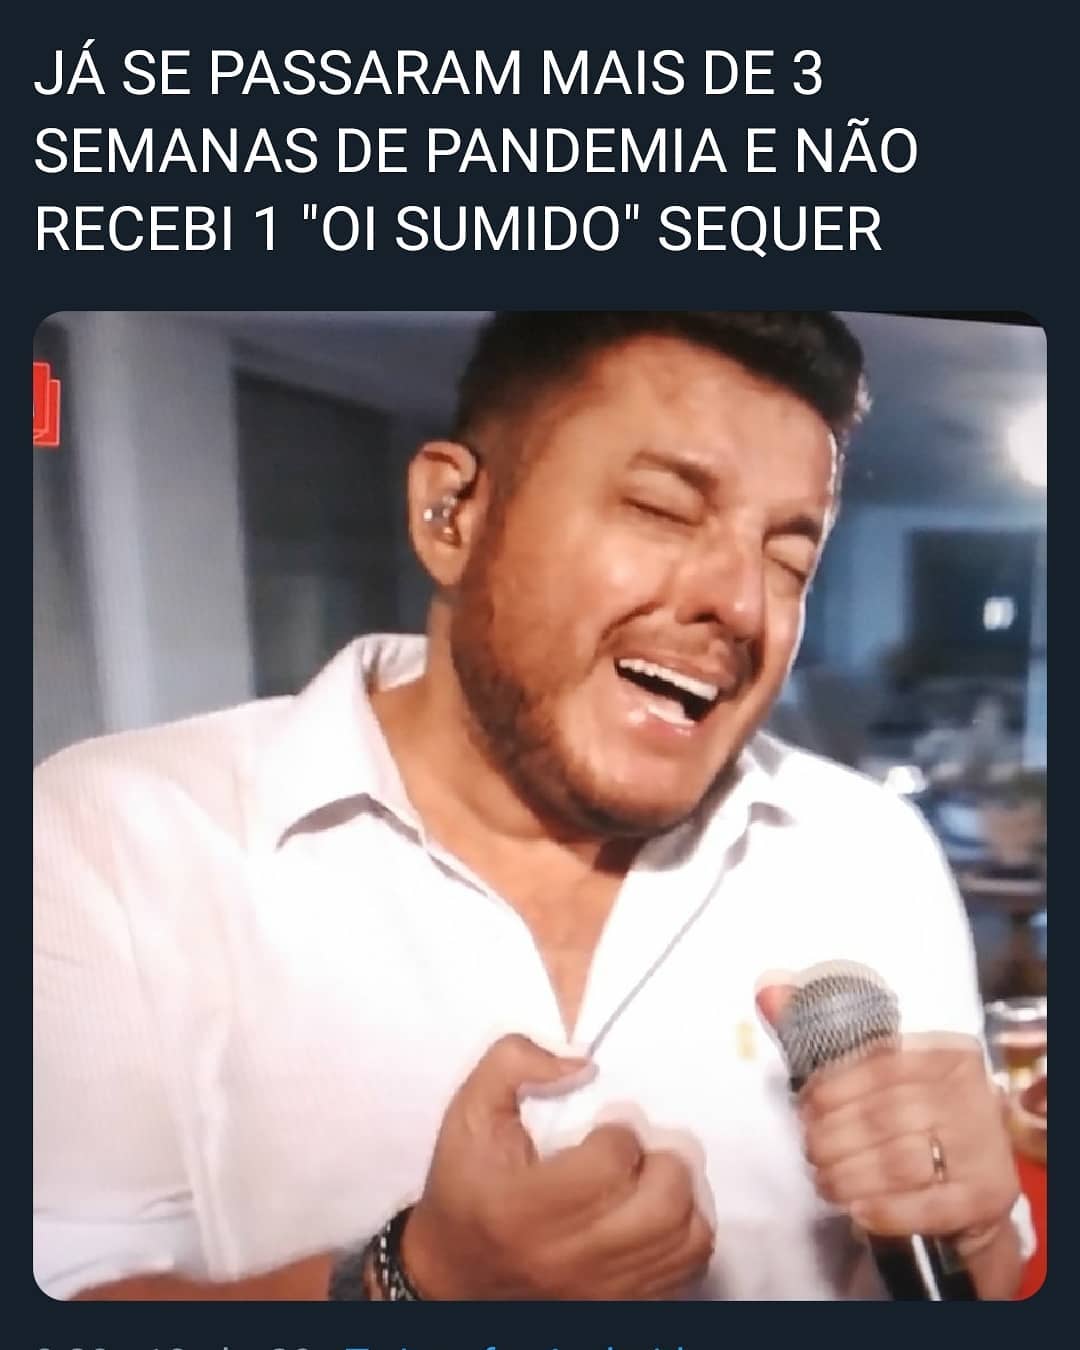 JÁ SE PASSARAM MAIS DE 3
SEMANAS DE PANDEMIA E NÃO
RECEBI 1 "OI SUMIDO" SEQUER